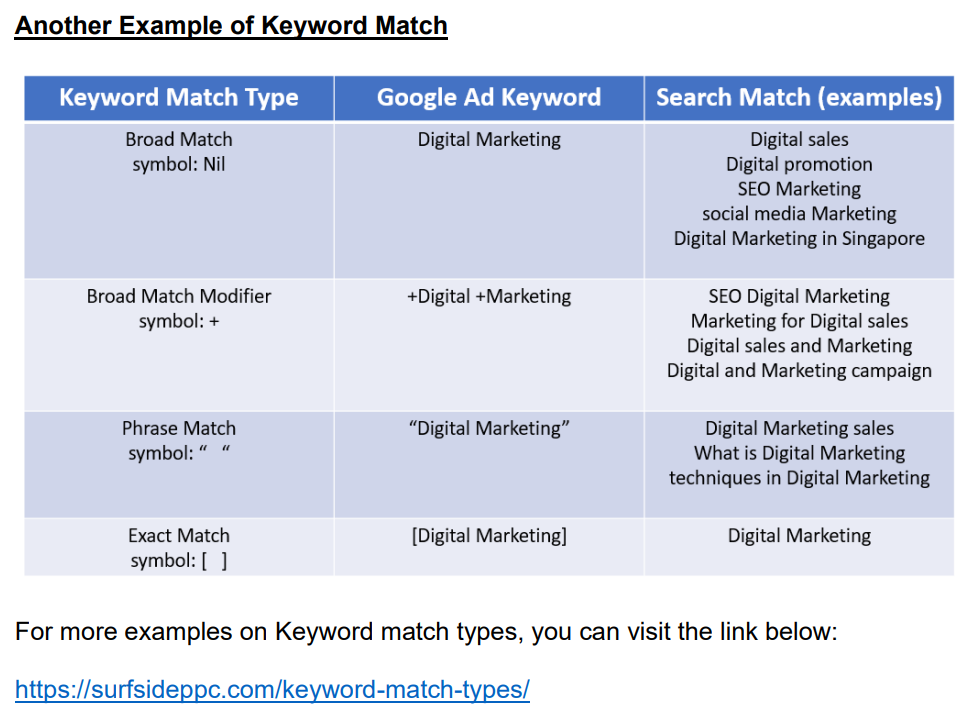 Another Example of Keyword Match
Keyword Match Type Google Ad Keyword Search Match (examples)
Broad Match
symbol: Nil
Digital Marketing
Digital sales
Digital promotion
SEO Marketing
social media Marketing
Digital Marketing in Singapore
Broad Match Modifier
symbol: +
+Digital +Marketing
SEO Digital Marketing
Marketing for Digital sales
Digital sales and Marketing
Digital and Marketing campaign
Phrase Match
symbol: “ “
“Digital Marketing”
Digital Marketing sales
What is Digital Marketing
techniques in Digital Marketing
Exact Match
symbol: [ ]
[Digital Marketing]
Digital Marketing
For more examples on Keyword match types, you can visit the link below:
https://surfsideppc.com/keyword-match-types/